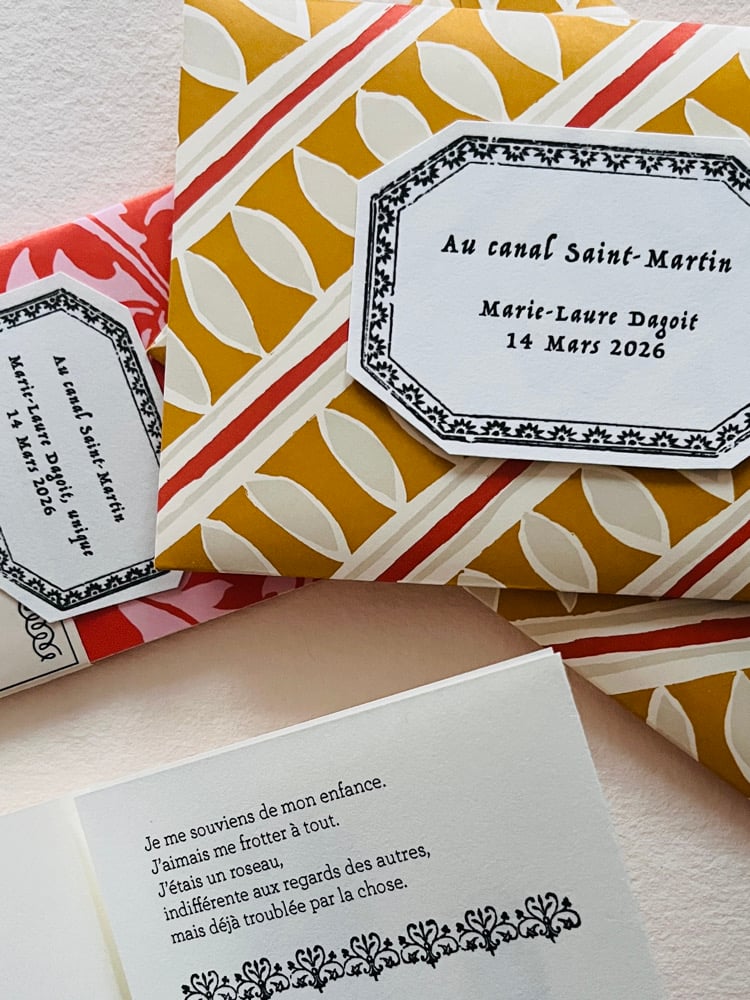 Au canal Saint-Martin
Marie-Laure Dagoit
14 Mars 2026
Au canal Saint-Martin
Marie-Laure Dagoit, unique
14 Mars 2026
Je me souviens de mon enfance.
J'aimais me frotter à tout.
J'étais un roseau,
indifférente aux regards des autres,
mais déjà troublée par la chose.